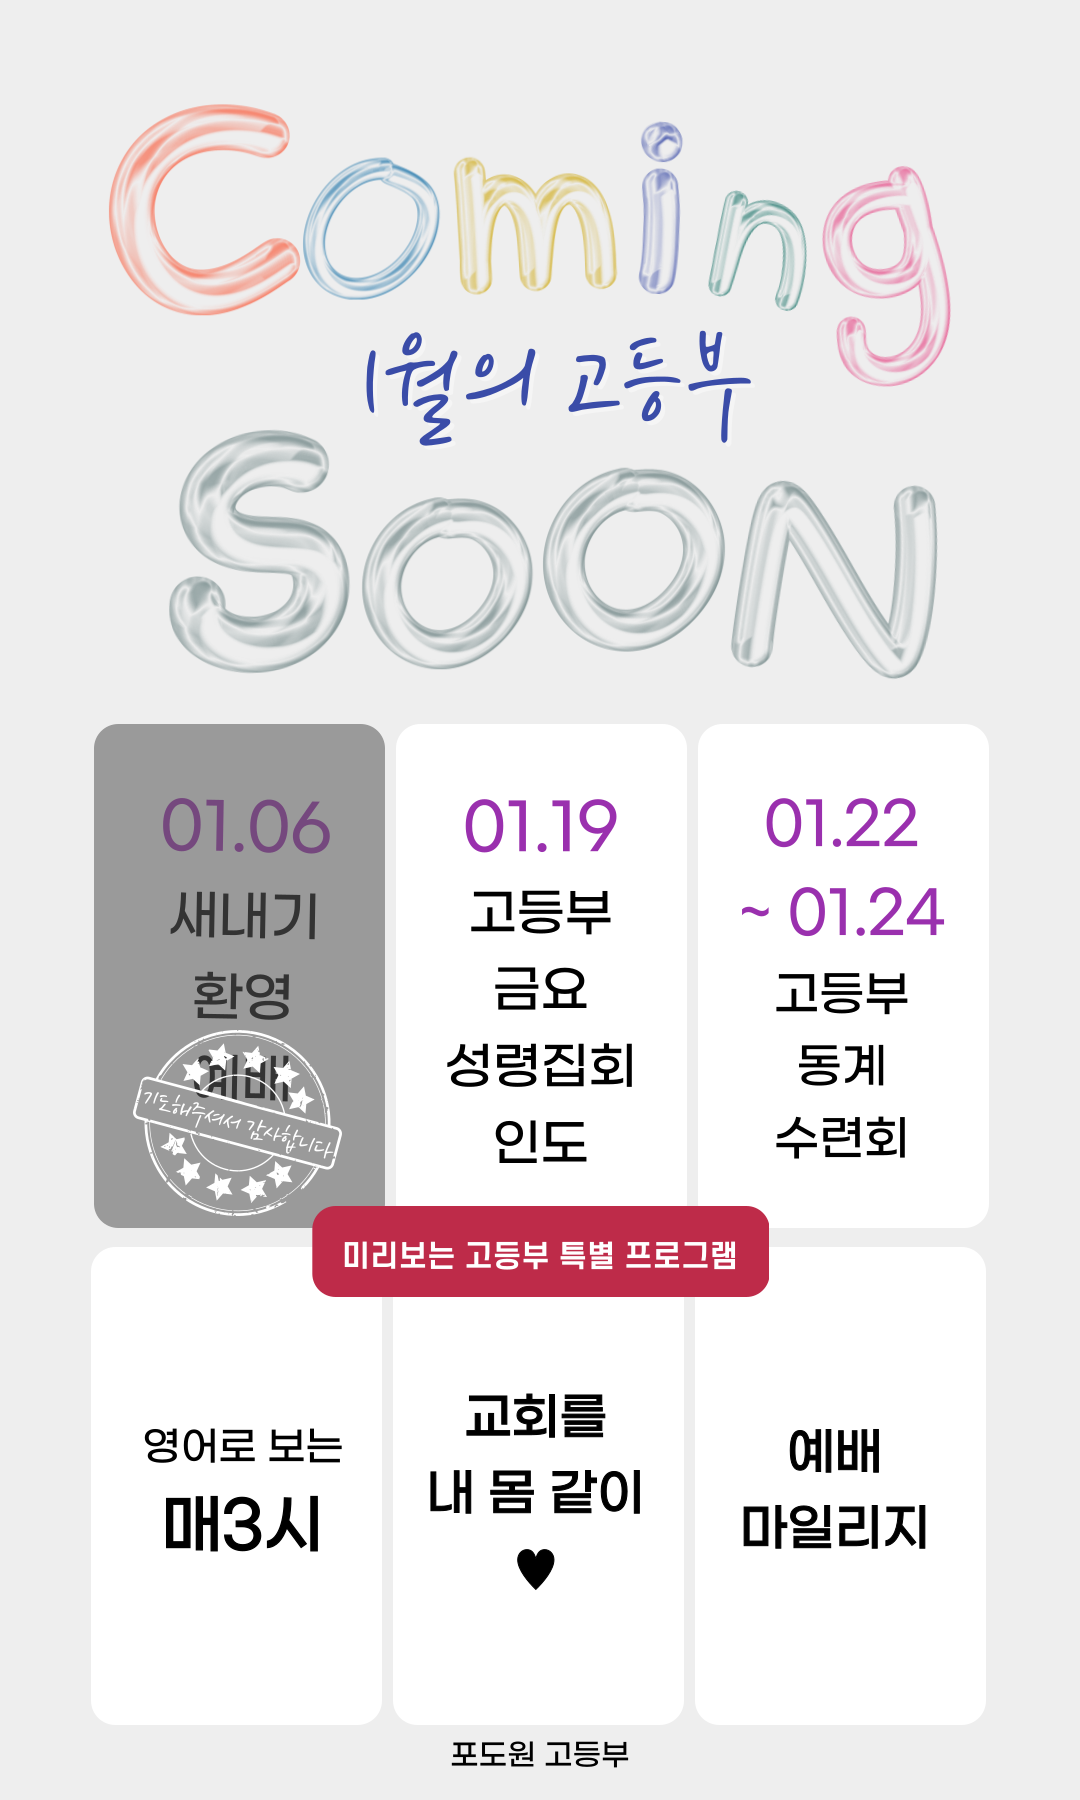 Coming
1월의 고등부
SOON
01.06
새내기
환영
예배
기도해주셔서 감사합니다.
01.19
고등부
금요
성령집회
인도
01.22
~ 01.24
고등부
동계
수련회
미리보는 고등부 특별 프로그램
영어로 보는
매3시
교회를
내 몸 같이
♥
예배
마일리지
포도원 고등부